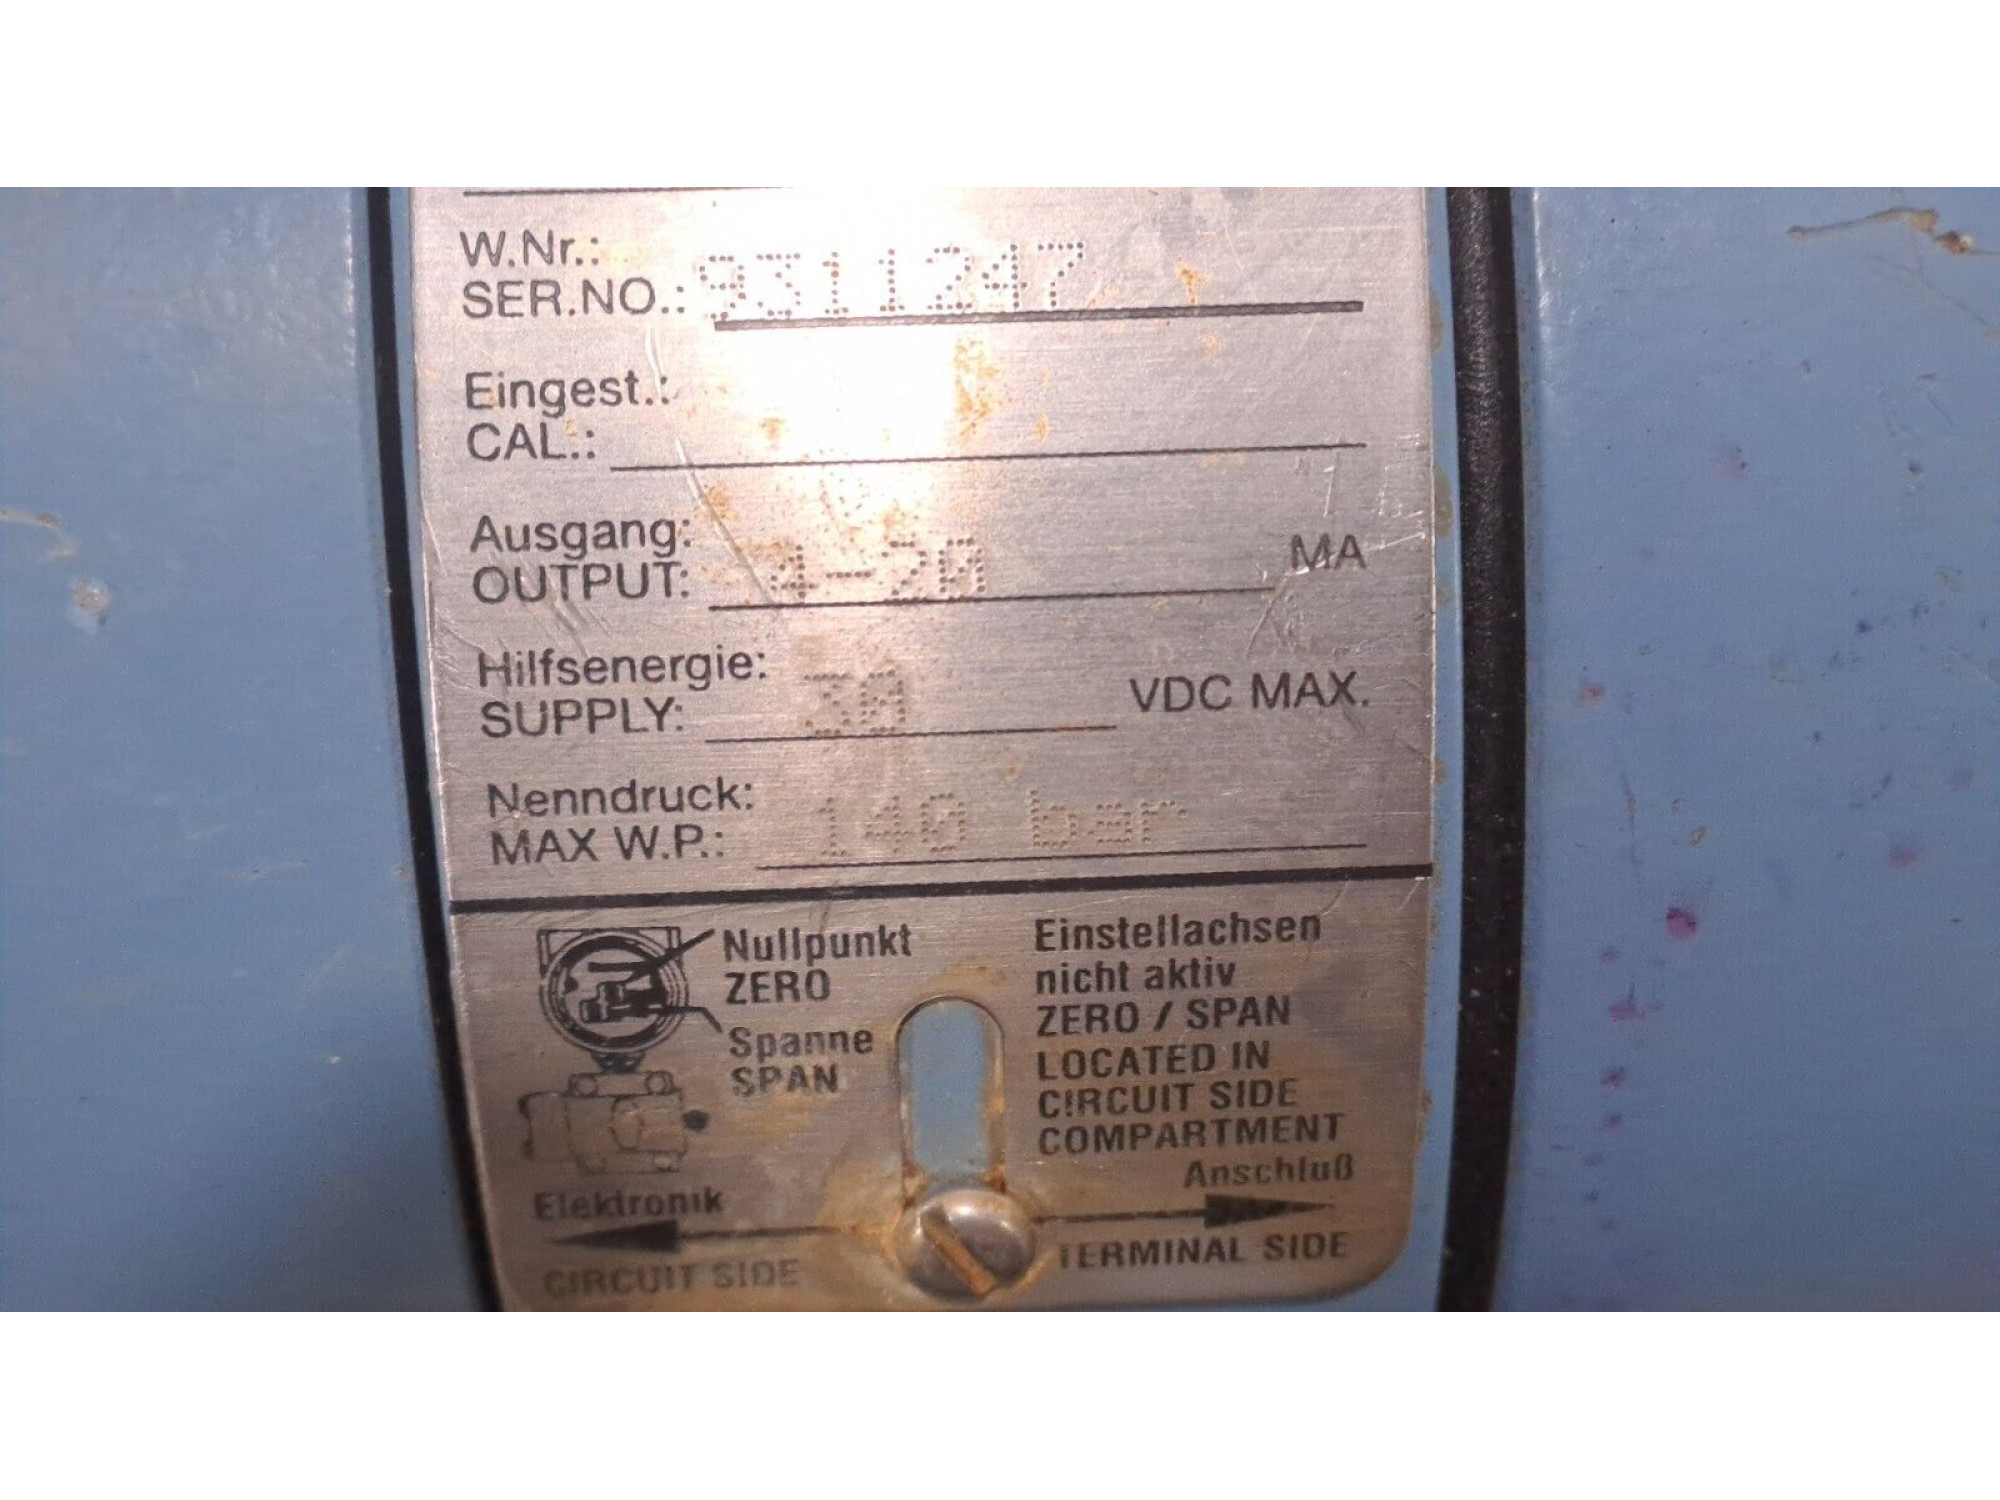 W.Nr.:
SER.NO.: 9311247
Eingest.:
CAL.:
Ausgang:
OUTPUT: 4-20 MA
Hilfsenergie:
SUPPLY: 30 VDC MAX.
Nenndruck:
MAX W.P.: 140 bar
Nullpunkt
ZERO
Spanne
SPAN
Einstellachsen
nicht aktiv
ZERO / SPAN
LOCATED IN
CIRCUIT SIDE
COMPARTMENT
Elektronik
CIRCUIT SIDE
Anschluß
TERMINAL SIDE